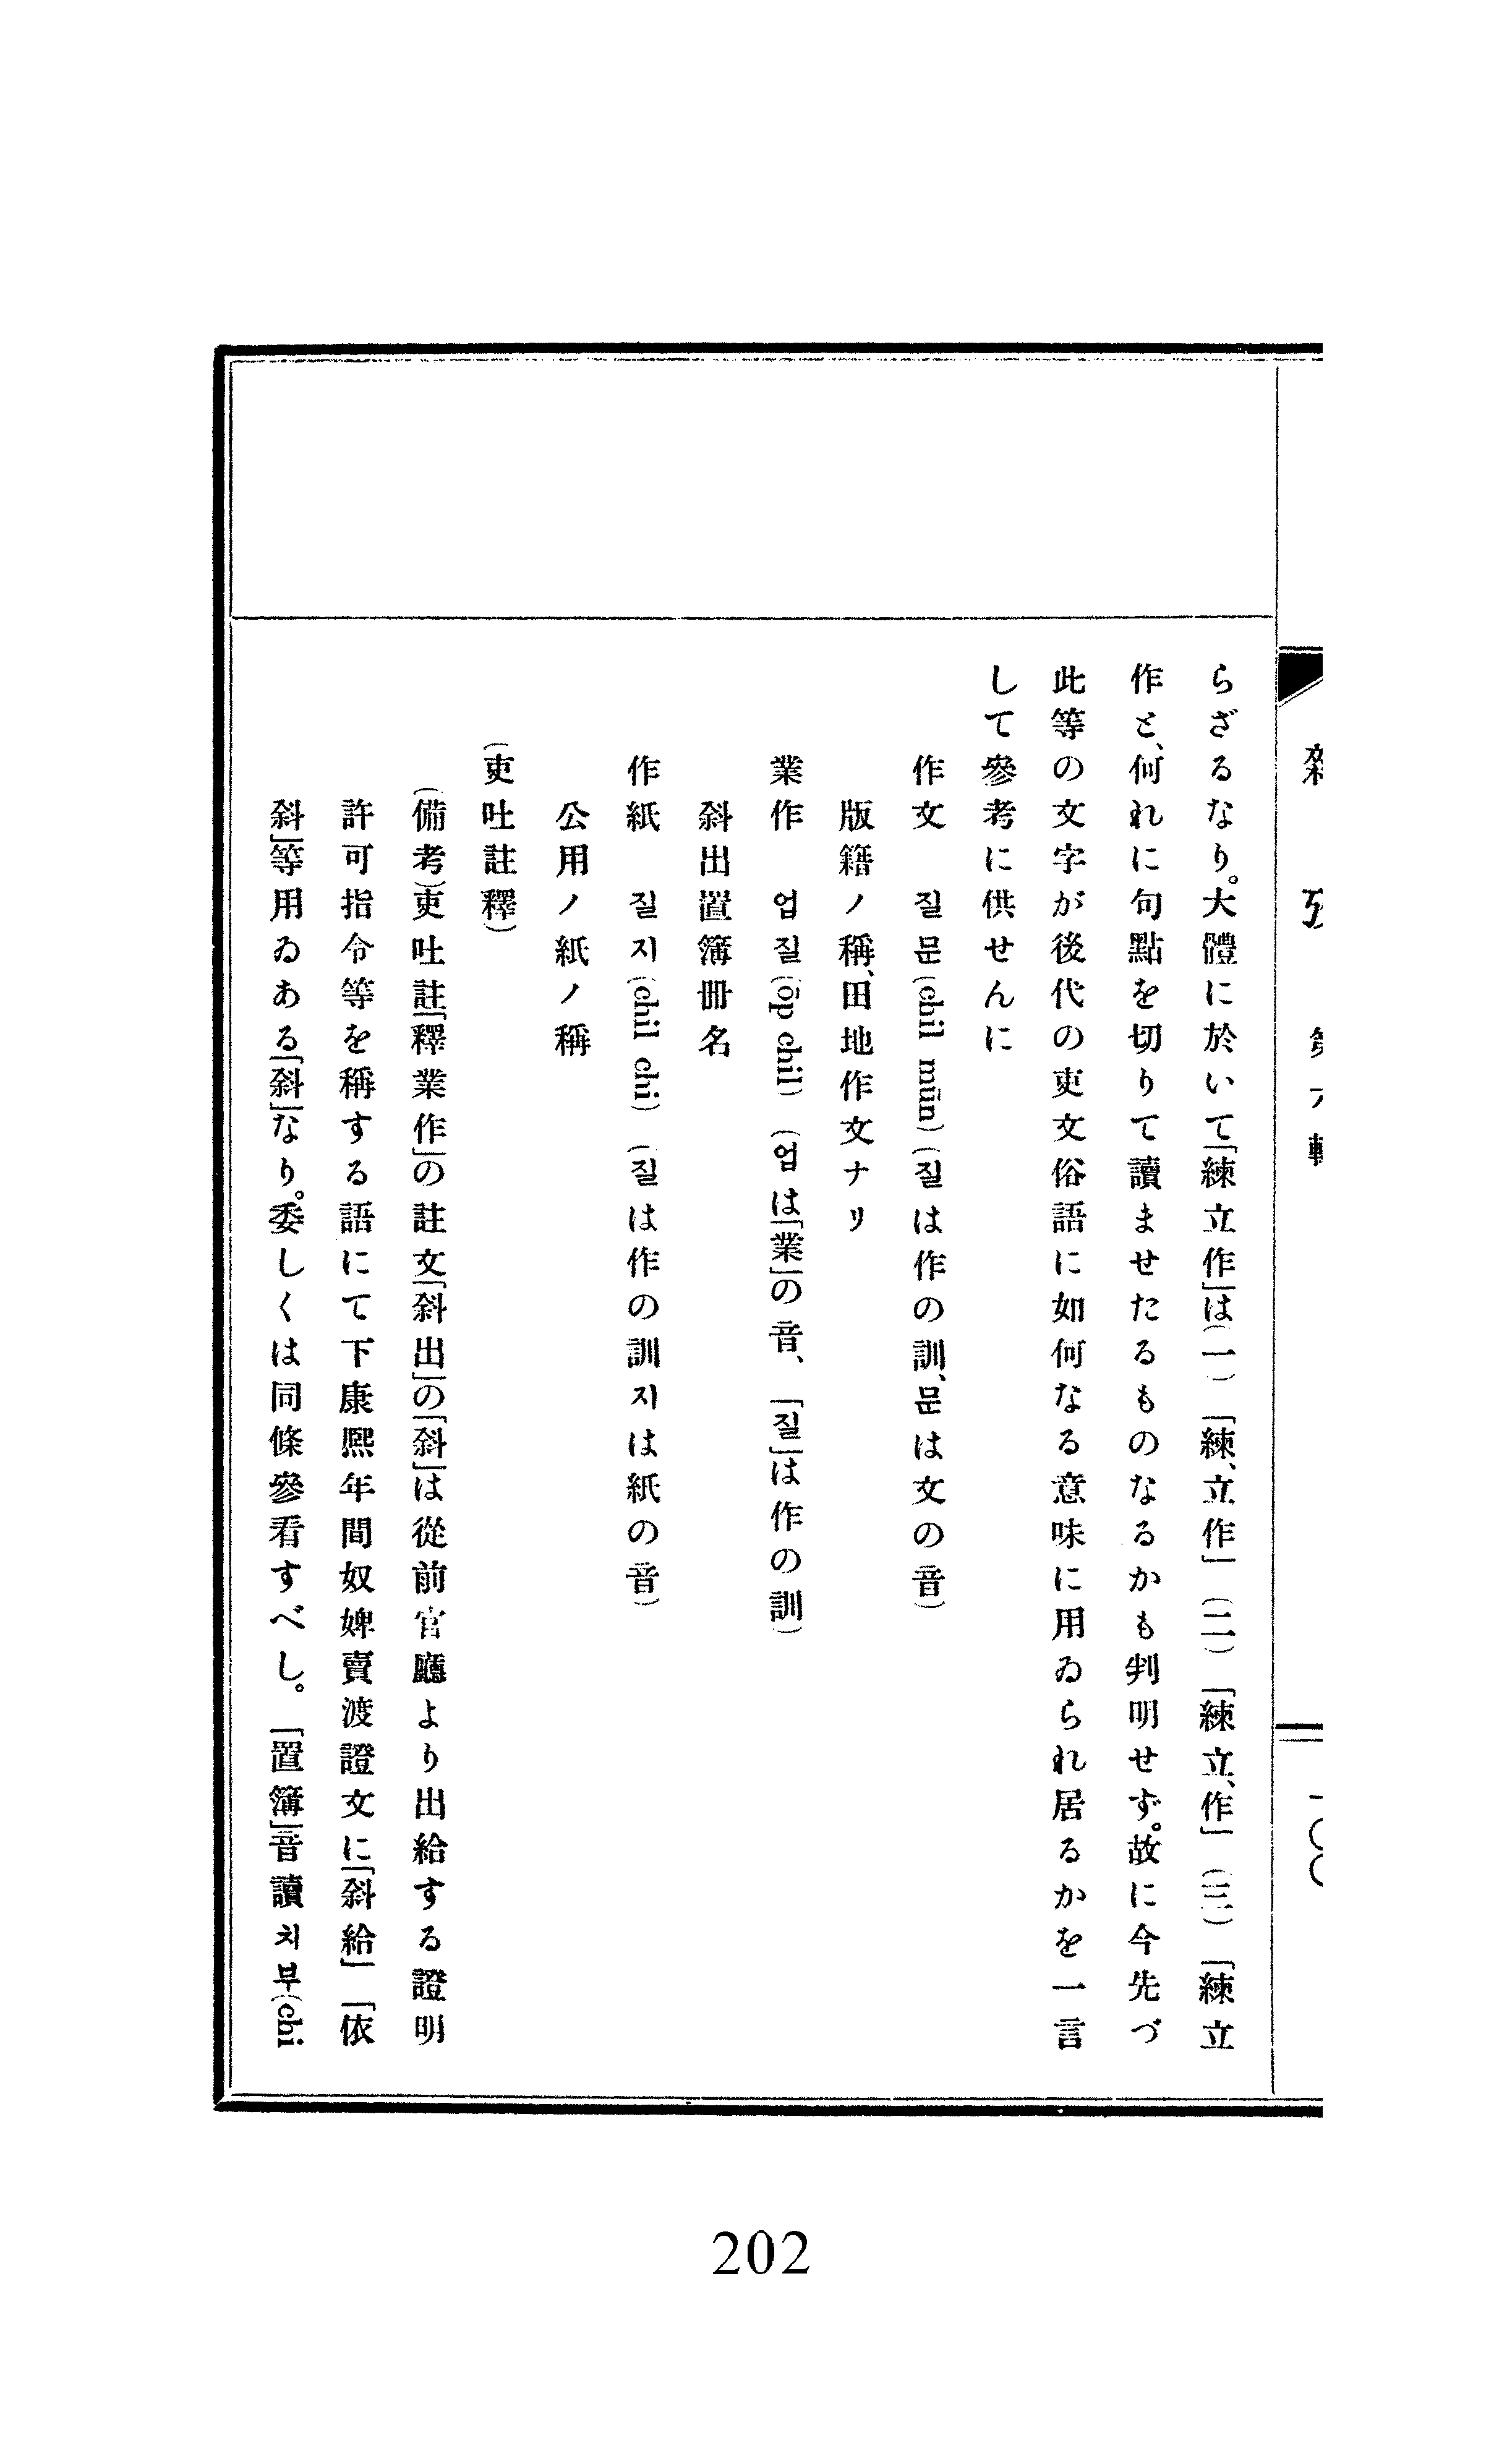 雜 攷 第六輯 一〇〇
らざるなり。大體に於いて「練立作」は(一)「練、立作」(二)「練立、作」(三)「練立
作と、何れに句點を切りて讀ませたるものなるかも判明せず。故に今先づ
此等の文字が後代の吏文俗語に如何なる意味に用ゐられ居るかを一言
して參考に供せんに
作文 질문(chil mūn)(질は作の訓、문は文の音)
版籍ノ稱、田地作文ナリ
業作 업질(ōp chil) (업は「業」の音、「질」は作の訓)
斜出置簿冊名
作紙 질지(chil chi) (질は作の訓지は紙の音)
公用ノ紙ノ稱
(吏吐註釋)
(備考)吏吐註「釋業作」の註文「斜出」の「斜」は從前官廳より出給する證明
許可指令等を稱する語にて下康熙年間奴婢賣渡證文に「斜給」「依
斜」等用ゐある「斜」なり。委しくは同條參看すべし。「置簿」音讀치부(chi
202